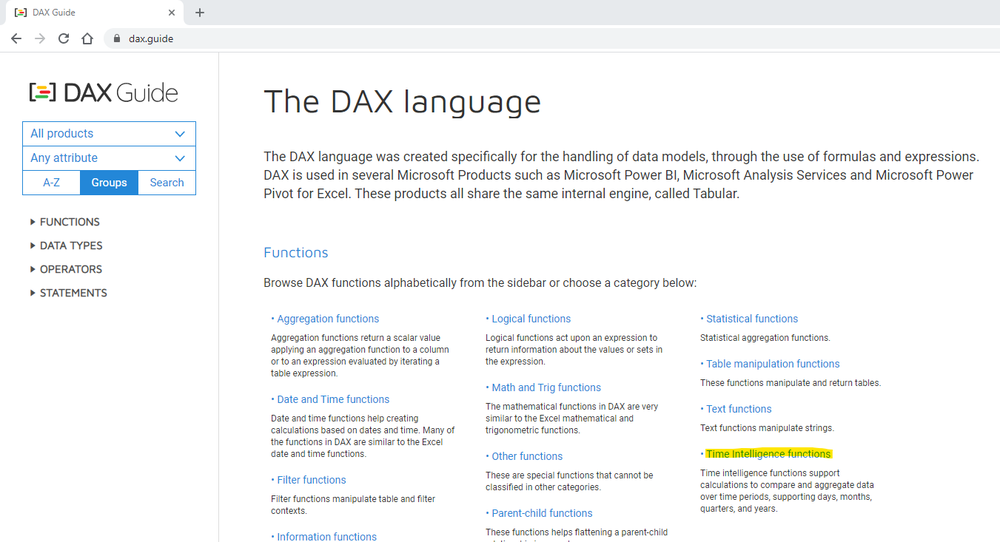 DAX Guide
dax.guide
DAX Guide
All products
Any attribute
A-Z Groups Search
FUNCTIONS
DATA TYPES
OPERATORS
STATEMENTS
The DAX language
The DAX language was created specifically for the handling of data models, through the use of formulas and expressions.
DAX is used in several Microsoft Products such as Microsoft Power BI, Microsoft Analysis Services and Microsoft Power
Pivot for Excel. These products all share the same internal engine, called Tabular.
Functions
Browse DAX functions alphabetically from the sidebar or choose a category below:
• Aggregation functions
Aggregation functions return a scalar value
applying an aggregation function to a column
or to an expression evaluated by iterating a
table expression.
• Date and Time functions
Date and time functions help creating
calculations based on dates and time. Many of
the functions in DAX are similar to the Excel
date and time functions.
• Filter functions
Filter functions manipulate table and filter
contexts.
• Information functions
• Logical functions
Logical functions act upon an expression to
return information about the values or sets in
the expression.
• Math and Trig functions
The mathematical functions in DAX are very
similar to the Excel mathematical and
trigonometric functions.
• Other functions
These are special functions that cannot be
classified in other categories.
• Parent-child functions
These functions helps flattening a parent-child
• Statistical functions
Statistical aggregation functions.
• Table manipulation functions
These functions manipulate and return tables.
• Text functions
Text functions manipulate strings.
• Time Intelligence functions
Time intelligence functions support
calculations to compare and aggregate data
over time periods, supporting days, months,
quarters, and years.